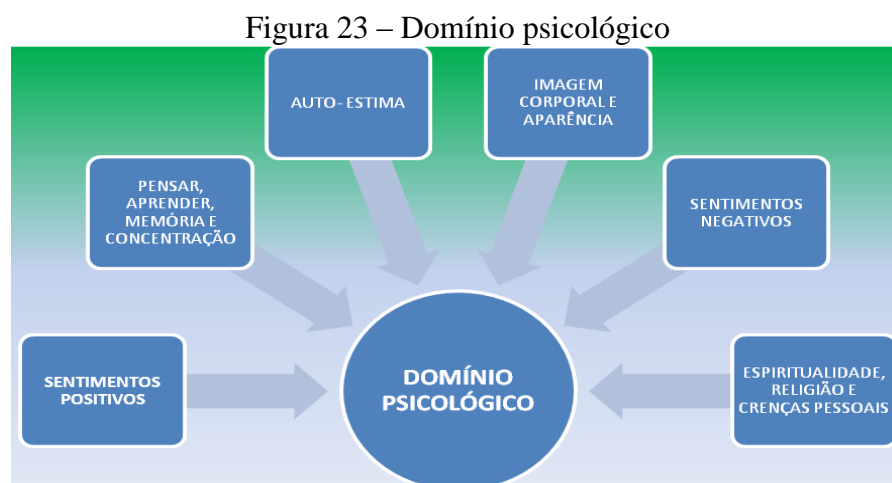 Figura 23 – Domínio psicológico
AUTO- ESTIMA
IMAGEM
CORPORAL E
APARÊNCIA
PENSAR,
APRENDER,
MEMÓRIA E
CONCENTRAÇÃO
SENTIMENTOS
NEGATIVOS
SENTIMENTOS
POSITIVOS
DOMÍNIO
PSICOLÓGICO
ESPIRITUALIDADE,
RELIGIÃO E
CRENÇAS PESSOAIS